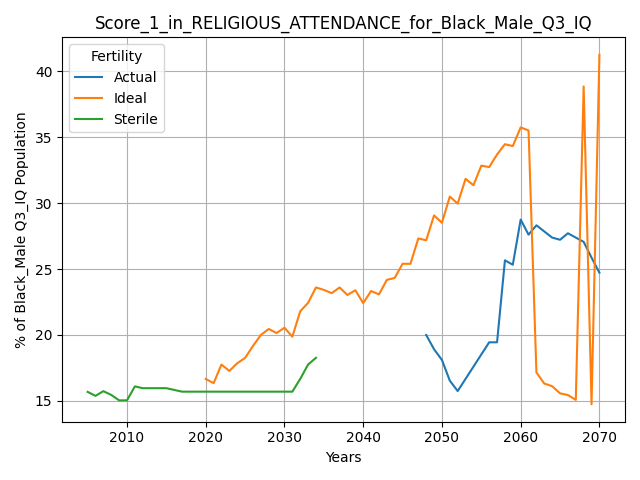 Score_1_in_RELIGIOUS_ATTENDANCE_for_Black_Male_Q3_IQ
Fertility
Actual
Ideal
Sterile
% of Black_Male Q3_IQ Population
40
35
30
25
20
15
2010 2020 2030 2040 2050 2060 2070
Years